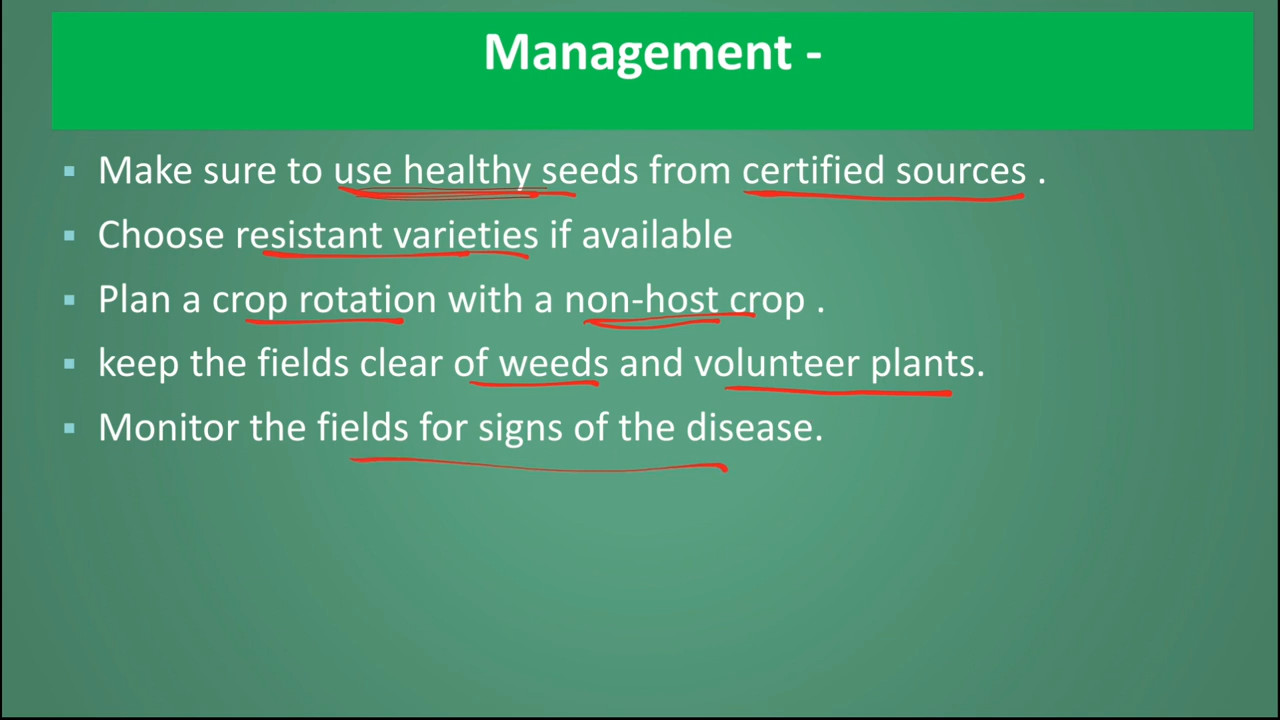 Management -
▪ Make sure to use healthy seeds from certified sources .
▪ Choose resistant varieties if available
▪ Plan a crop rotation with a non-host crop .
▪ keep the fields clear of weeds and volunteer plants.
▪ Monitor the fields for signs of the disease.